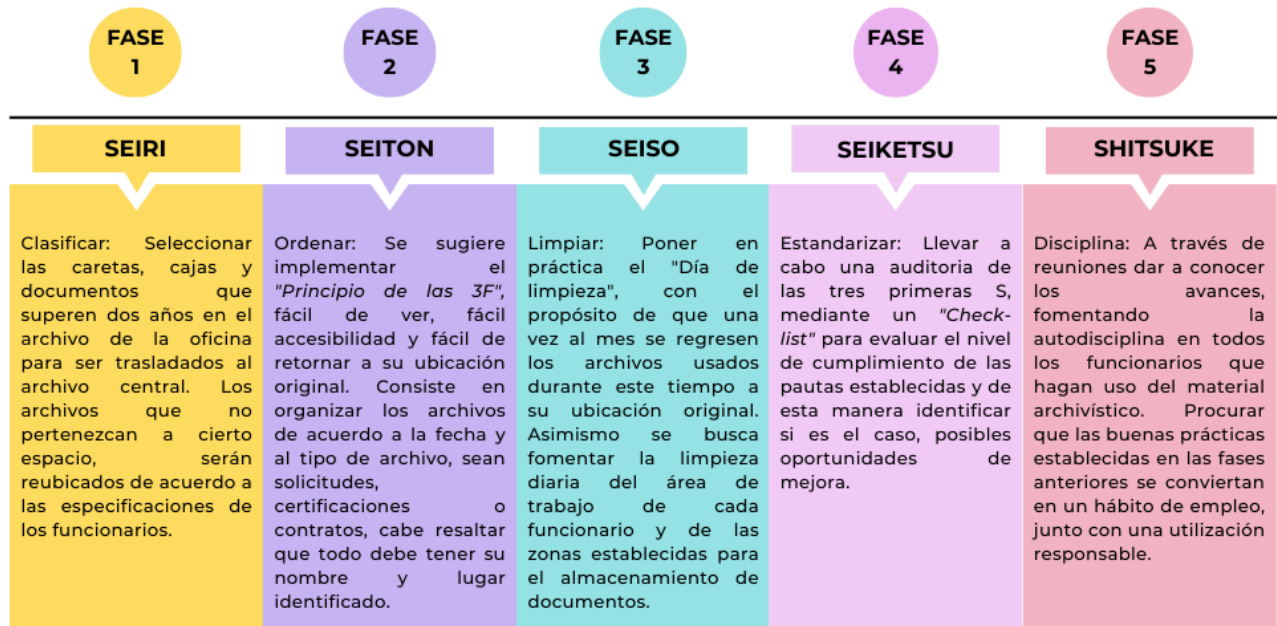 FASE
1
FASE
2
FASE
3
FASE
4
FASE
5
SEIRI
SEITON
SEISO
SEIKETSU
SHITSUKE
Clasificar: Seleccionar
las caretas, cajas y
documentos que
superen dos años en el
archivo de la oficina
para ser trasladados al
archivo central. Los
archivos que no
pertenezcan a cierto
espacio, serán
reubicados de acuerdo a
las especificaciones de
los funcionarios.
Ordenar: Se sugiere
implementar el
"Principio de las 3F",
fácil de ver, fácil
accesibilidad y fácil de
retornar a su ubicación
original. Consiste en
organizar los archivos
de acuerdo a la fecha y
al tipo de archivo, sean
solicitudes,
certificaciones o
contratos, cabe resaltar
que todo debe tener su
nombre y lugar
identificado.
Limpiar: Poner en
práctica el "Día de
limpieza", con el
propósito de que una
vez al mes se regresen
los archivos usados
durante este tiempo a
su ubicación original.
Asimismo se busca
fomentar la limpieza
diaria del área de
trabajo de cada
funcionario y de las
zonas establecidas para
el almacenamiento de
documentos.
Estandarizar: Llevar a
cabo una auditoria de
las tres primeras S,
mediante un "Check-
list" para evaluar el nivel
de cumplimiento de las
pautas establecidas y de
esta manera identificar
si es el caso, posibles
oportunidades de
mejora.
Disciplina: A través de
reuniones dar a conocer
los avances,
fomentando la
autodisciplina en todos
los funcionarios que
hagan uso del material
archivístico. Procurar
que las buenas prácticas
establecidas en las fases
anteriores se conviertan
en un hábito de empleo,
junto con una utilización
responsable.